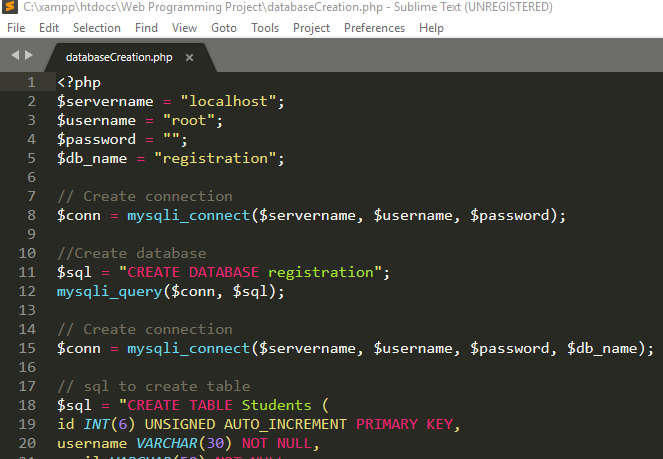 C:\xampp\htdocs\Web Programming Project\databaseCreation.php - Sublime Text (UNREGISTERED)
File Edit Selection Find View Goto Tools Project Preferences Help
databaseCreation.php ×
1 <?php
2 $servername = "localhost";
3 $username = "root";
4 $password = "";
5 $db_name = "registration";
6
7 // Create connection
8 $conn = mysqli_connect($servername, $username, $password);
9
10 //Create database
11 $sql = "CREATE DATABASE registration";
12 mysqli_query($conn, $sql);
13
14 // Create connection
15 $conn = mysqli_connect($servername, $username, $password, $db_name);
16
17 // sql to create table
18 $sql = "CREATE TABLE Students (
19 id INT(6) UNSIGNED AUTO_INCREMENT PRIMARY KEY,
20 username VARCHAR(30) NOT NULL,